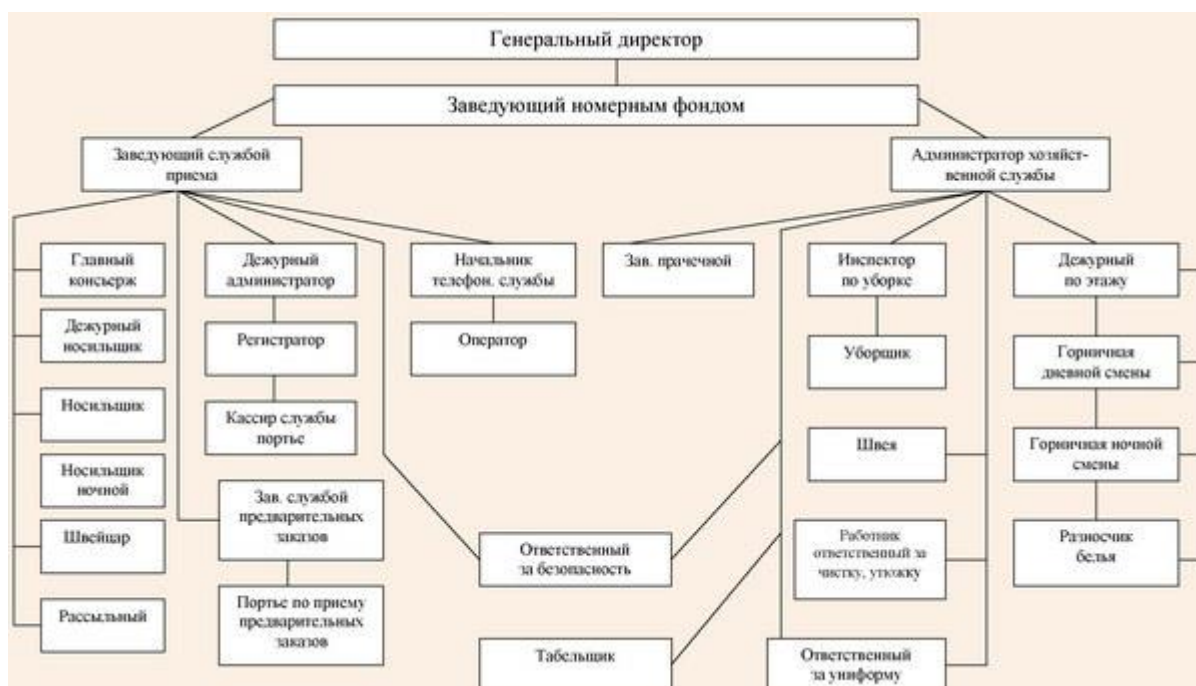 Генеральный директор
Заведующий номерным фондом
Заведующий службой
приема
Администратор хозяйст-
венной службы
Главный
консьерж
Дежурный
администратор
Начальник
телефон. службы
Зав. прачечной
Инспектор
по уборке
Дежурный
по этажу
Дежурный
носильщик
Регистратор
Оператор
Уборщик
Горничная
дневной смены
Носильщик
Кассир службы
портье
Швея
Горничная ночной
смены
Носильщик
ночной
Зав. службой
предварительных
заказов
Швейцар
Ответственный
за безопасность
Работник
ответственный за
чистку, утюжку
Разносчик
белья
Рассыльный
Портье по приему
предварительных
заказов
Табельщик
Ответственный
за униформу